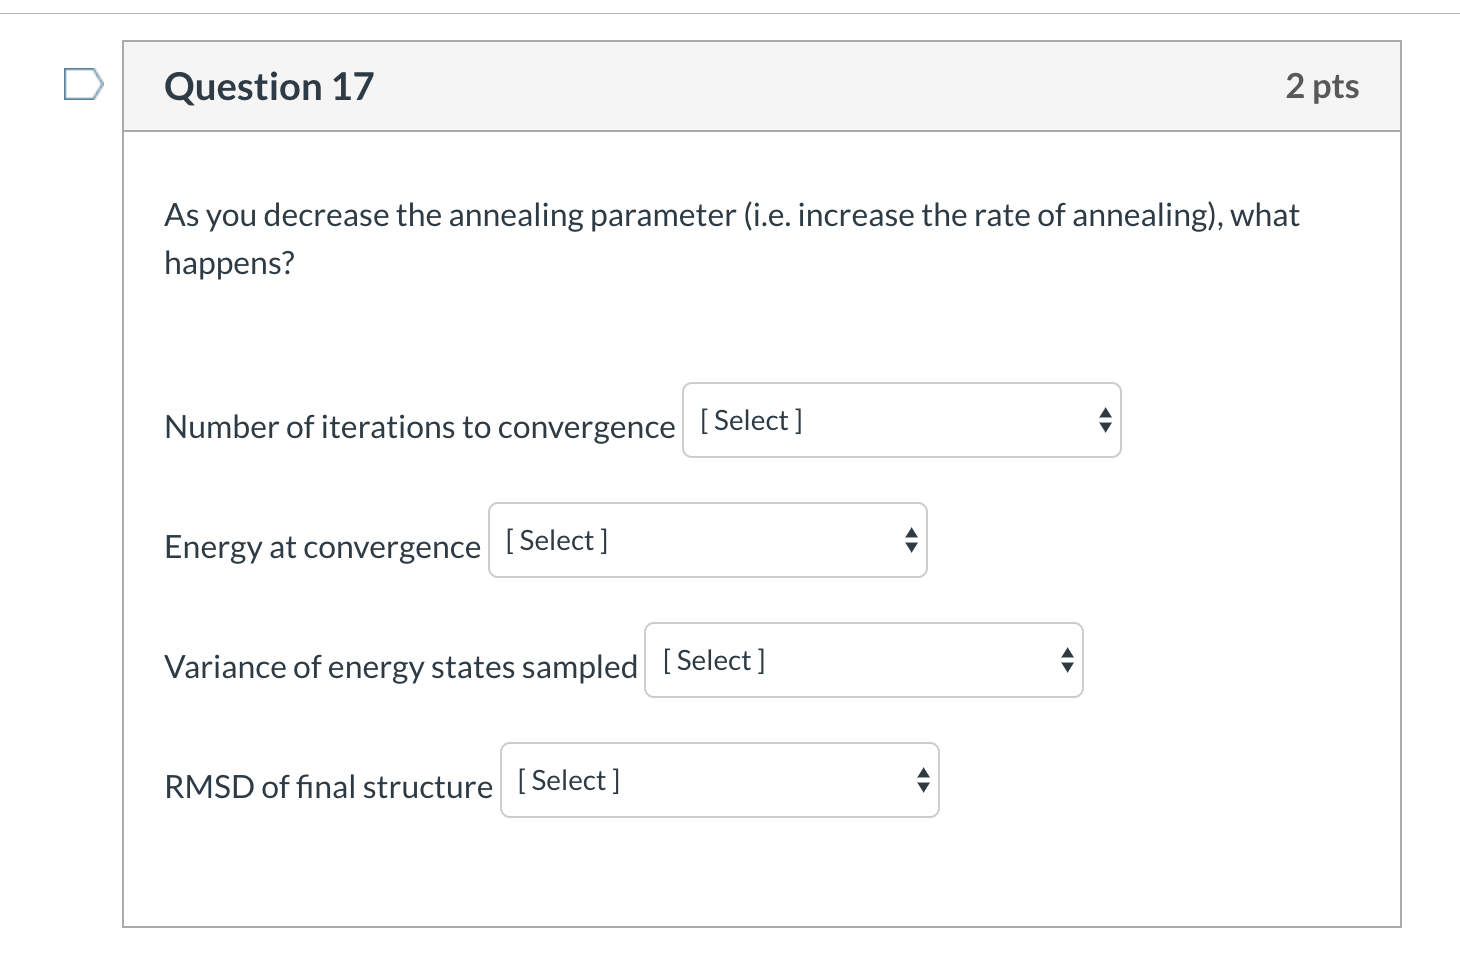 Question 17
2 pts
As you decrease the annealing parameter (i.e. increase the rate of annealing), what
happens?
Number of iterations to convergence [ Select ]
Energy at convergence [ Select ]
Variance of energy states sampled [ Select ]
RMSD of final structure [ Select ]